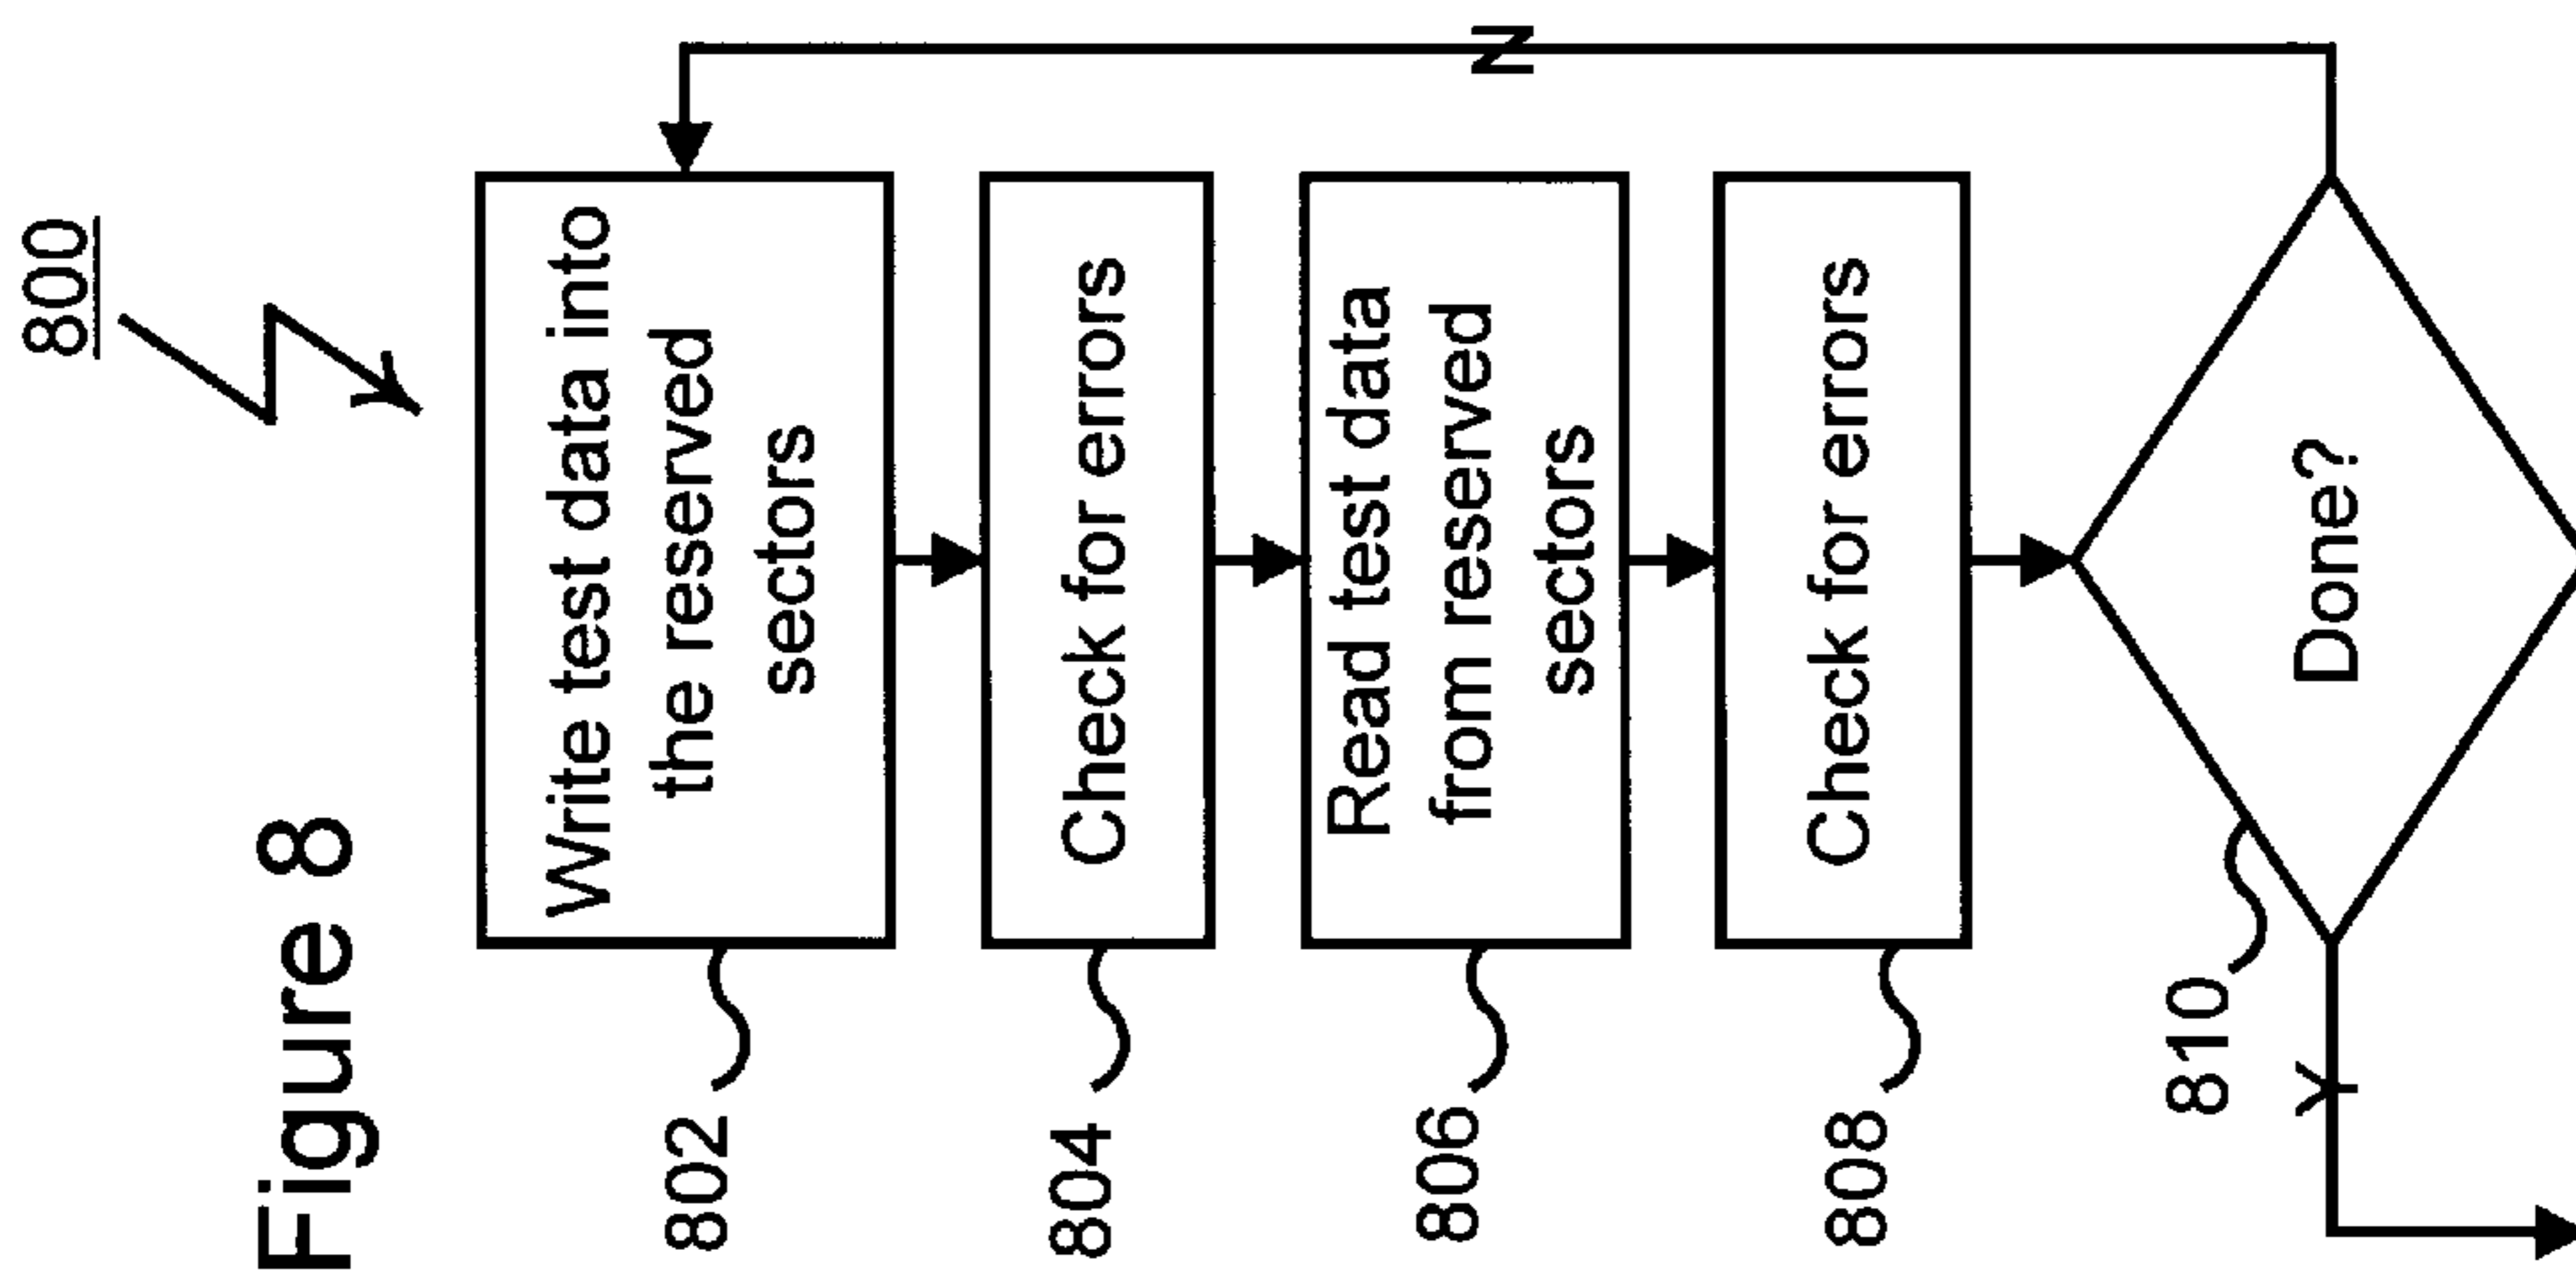 Figure 8
800
Write test data into
the reserved
sectors
802
Check for errors
804
Read test data
from reserved
sectors
806
Check for errors
808
Done?
810
N
Y